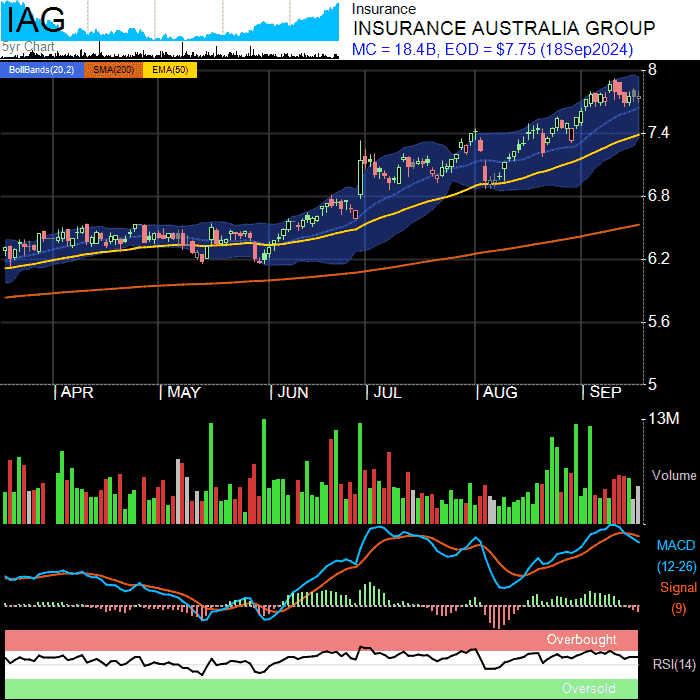 IAG
5yr Chart
Insurance
INSURANCE AUSTRALIA GROUP
MC = 18.4B, EOD = $7.75 (18Sep2024)
BollBands(20,2) SMA(200) EMA(50)
8
7.4
6.8
6.2
5.6
5
APR MAY JUN JUL AUG SEP
13M
Volume
MACD
(12-26)
Signal
(9)
Overbought
RSI(14)
Oversold